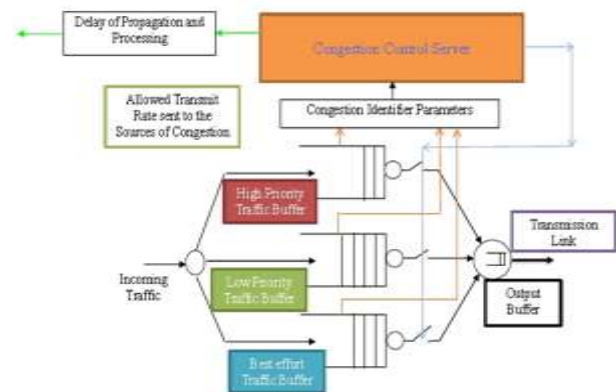 Delay of Propagation and
Processing
Congestion Control Server
Allowed Transmit
Rate sent to the
Sources of Congestion
Congestion Identifier Parameters
High Priority
Traffic Buffer
Transmission
Link
Incoming
Traffic
Low Priority
Traffic Buffer
Output
Buffer
Best effort
Traffic Buffer